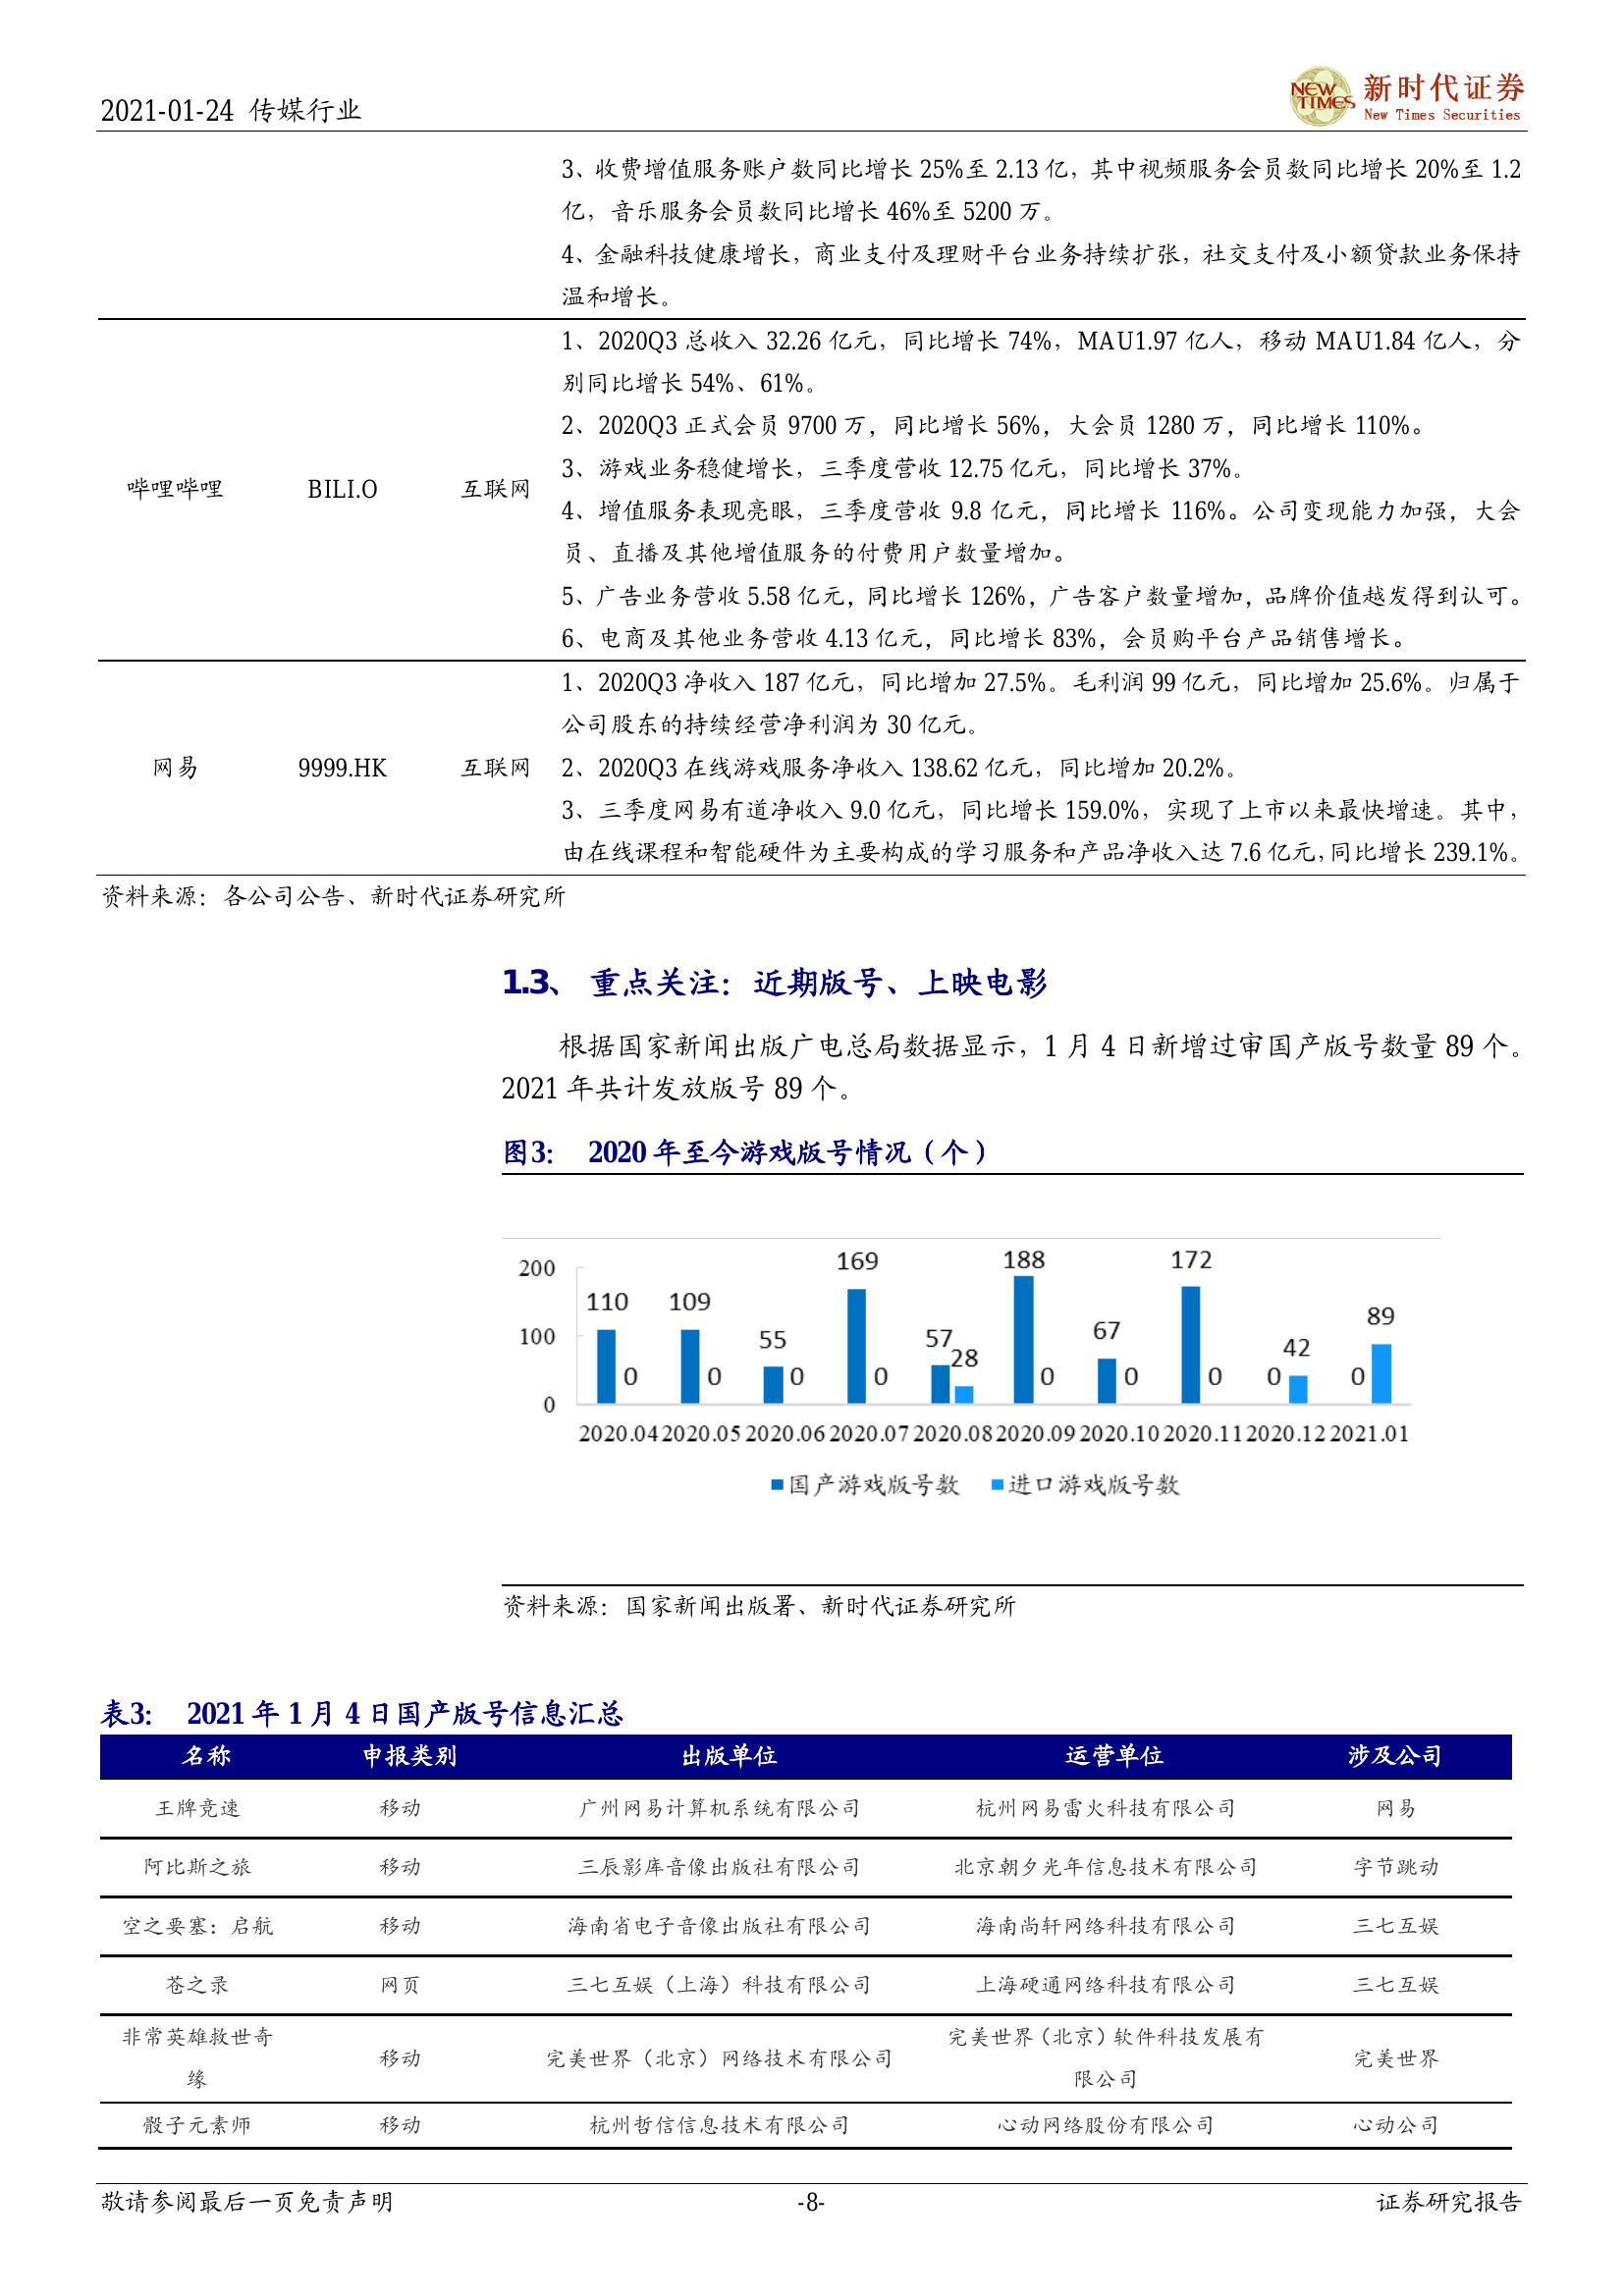 2021-01-24 传媒行业
NEW TIMES
新时代证券
New Times Securities
3、收费增值服务账户数同比增长 25%至 2.13 亿，其中视频服务会员数同比增长 20%至 1.2
亿，音乐服务会员数同比增长 46%至 5200 万。
4、金融科技健康增长，商业支付及理财平台业务持续扩张，社交支付及小额贷款业务保持
温和增长。
哔哩哔哩 BILI.O 互联网
1、2020Q3 总收入 32.26 亿元，同比增长 74%，MAU1.97 亿人，移动 MAU1.84 亿人，分
别同比增长 54%、61%。
2、2020Q3 正式会员 9700 万，同比增长 56%，大会员 1280 万，同比增长 110%。
3、游戏业务稳健增长，三季度营收 12.75 亿元，同比增长 37%。
4、增值服务表现亮眼，三季度营收 9.8 亿元，同比增长 116%。公司变现能力加强，大会
员、直播及其他增值服务的付费用户数量增加。
5、广告业务营收 5.58 亿元，同比增长 126%，广告客户数量增加，品牌价值越发得到认可。
6、电商及其他业务营收 4.13 亿元，同比增长 83%，会员购平台产品销售增长。
网易 9999.HK 互联网
1、2020Q3 净收入 187 亿元，同比增加 27.5%。毛利润 99 亿元，同比增加 25.6%。归属于
公司股东的持续经营净利润为 30 亿元。
2、2020Q3 在线游戏服务净收入 138.62 亿元，同比增加 20.2%。
3、三季度网易有道净收入 9.0 亿元，同比增长 159.0%，实现了上市以来最快增速。其中，
由在线课程和智能硬件为主要构成的学习服务和产品净收入达 7.6 亿元，同比增长 239.1%。
资料来源：各公司公告、新时代证券研究所
1.3、 重点关注：近期版号、上映电影
根据国家新闻出版广电总局数据显示，1 月 4 日新增过审国产版号数量 89 个。
2021 年共计发放版号 89 个。
图3： 2020 年至今游戏版号情况（个）
200
100
0
110 0 109 0 55 0 169 0 57 28 188 0 67 0 172 0 0 42 0 89
2020.04 2020.05 2020.06 2020.07 2020.08 2020.09 2020.10 2020.11 2020.12 2021.01
国产游戏版号数 进口游戏版号数
资料来源：国家新闻出版署、新时代证券研究所
表3： 2021 年 1 月 4 日国产版号信息汇总
名称 申报类别 出版单位 运营单位 涉及公司
王牌竞速 移动 广州网易计算机系统有限公司 杭州网易雷火科技有限公司 网易
阿比斯之旅 移动 三辰影库音像出版社有限公司 北京朝夕光年信息技术有限公司 字节跳动
空之要塞：启航 移动 海南省电子音像出版社有限公司 海南尚轩网络科技有限公司 三七互娱
苍之录 网页 三七互娱（上海）科技有限公司 上海硬通网络科技有限公司 三七互娱
非常英雄救世奇
缘 移动 完美世界（北京）网络技术有限公司 完美世界（北京）软件科技发展有
限公司 完美世界
骰子元素师 移动 杭州哲信信息技术有限公司 心动网络股份有限公司 心动公司
敬请参阅最后一页免责声明 -8- 证券研究报告